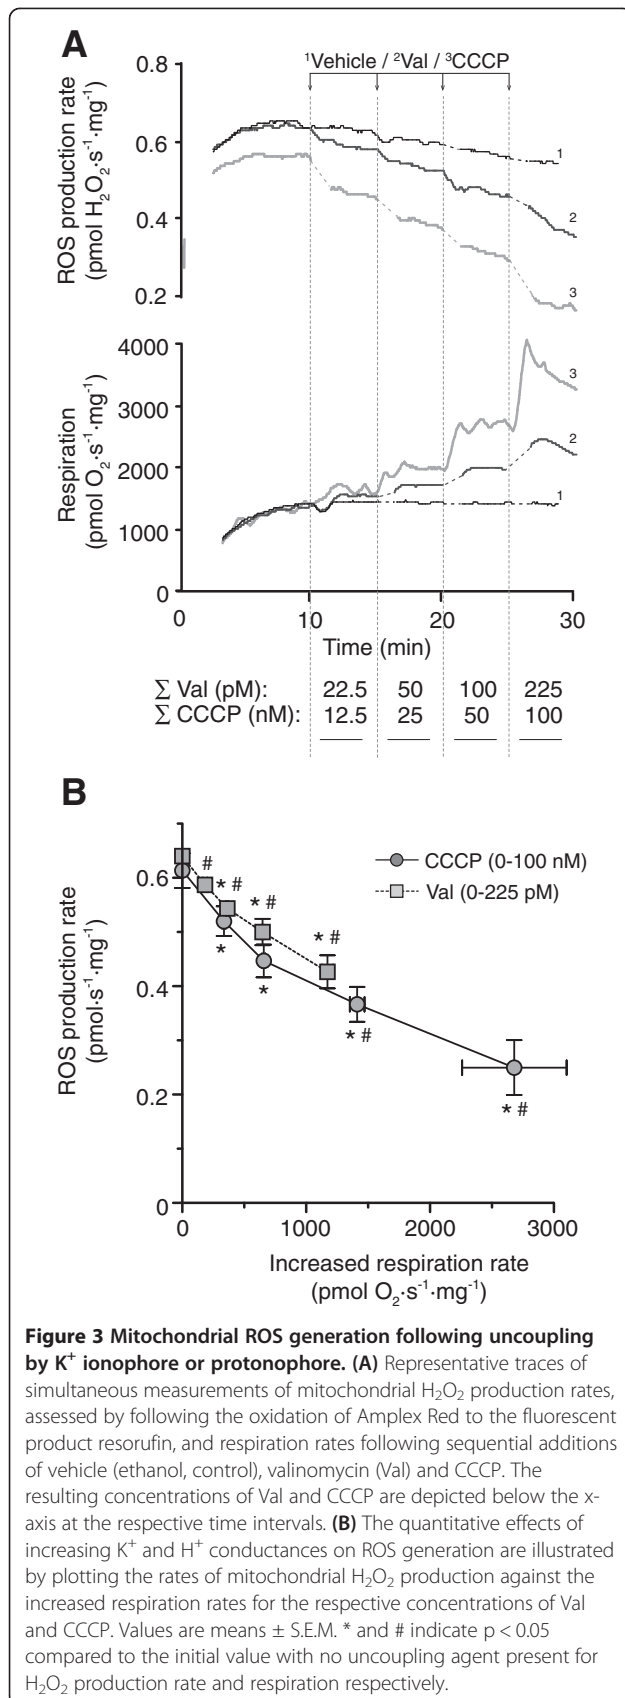 A
¹Vehicle / ²Val / ³CCCP
ROS production rate
(pmol H₂O₂·s⁻¹·mg⁻¹)
0.8
0.6
0.4
0.2
1
2
3
Respiration
(pmol O₂·s⁻¹·mg⁻¹)
4000
3000
2000
1000
0
3
2
1
0 10 20 30
Time (min)
∑ Val (pM): 22.5 50 100 225
∑ CCCP (nM): 12.5 25 50 100
B
ROS production rate
(pmol·s⁻¹·mg⁻¹)
0.6
0.4
0.2
0
CCCP (0-100 nM)
Val (0-225 pM)
#
* #
* #
* #
*
*
* #
* #
0 1000 2000 3000
Increased respiration rate
(pmol O₂·s⁻¹·mg⁻¹)
Figure 3 Mitochondrial ROS generation following uncoupling
by K⁺ ionophore or protonophore. (A) Representative traces of
simultaneous measurements of mitochondrial H₂O₂ production rates,
assessed by following the oxidation of Amplex Red to the fluorescent
product resorufin, and respiration rates following sequential additions
of vehicle (ethanol, control), valinomycin (Val) and CCCP. The
resulting concentrations of Val and CCCP are depicted below the x-
axis at the respective time intervals. (B) The quantitative effects of
increasing K⁺ and H⁺ conductances on ROS generation are illustrated
by plotting the rates of mitochondrial H₂O₂ production against the
increased respiration rates for the respective concentrations of Val
and CCCP. Values are means ± S.E.M. * and # indicate p < 0.05
compared to the initial value with no uncoupling agent present for
H₂O₂ production rate and respiration respectively.